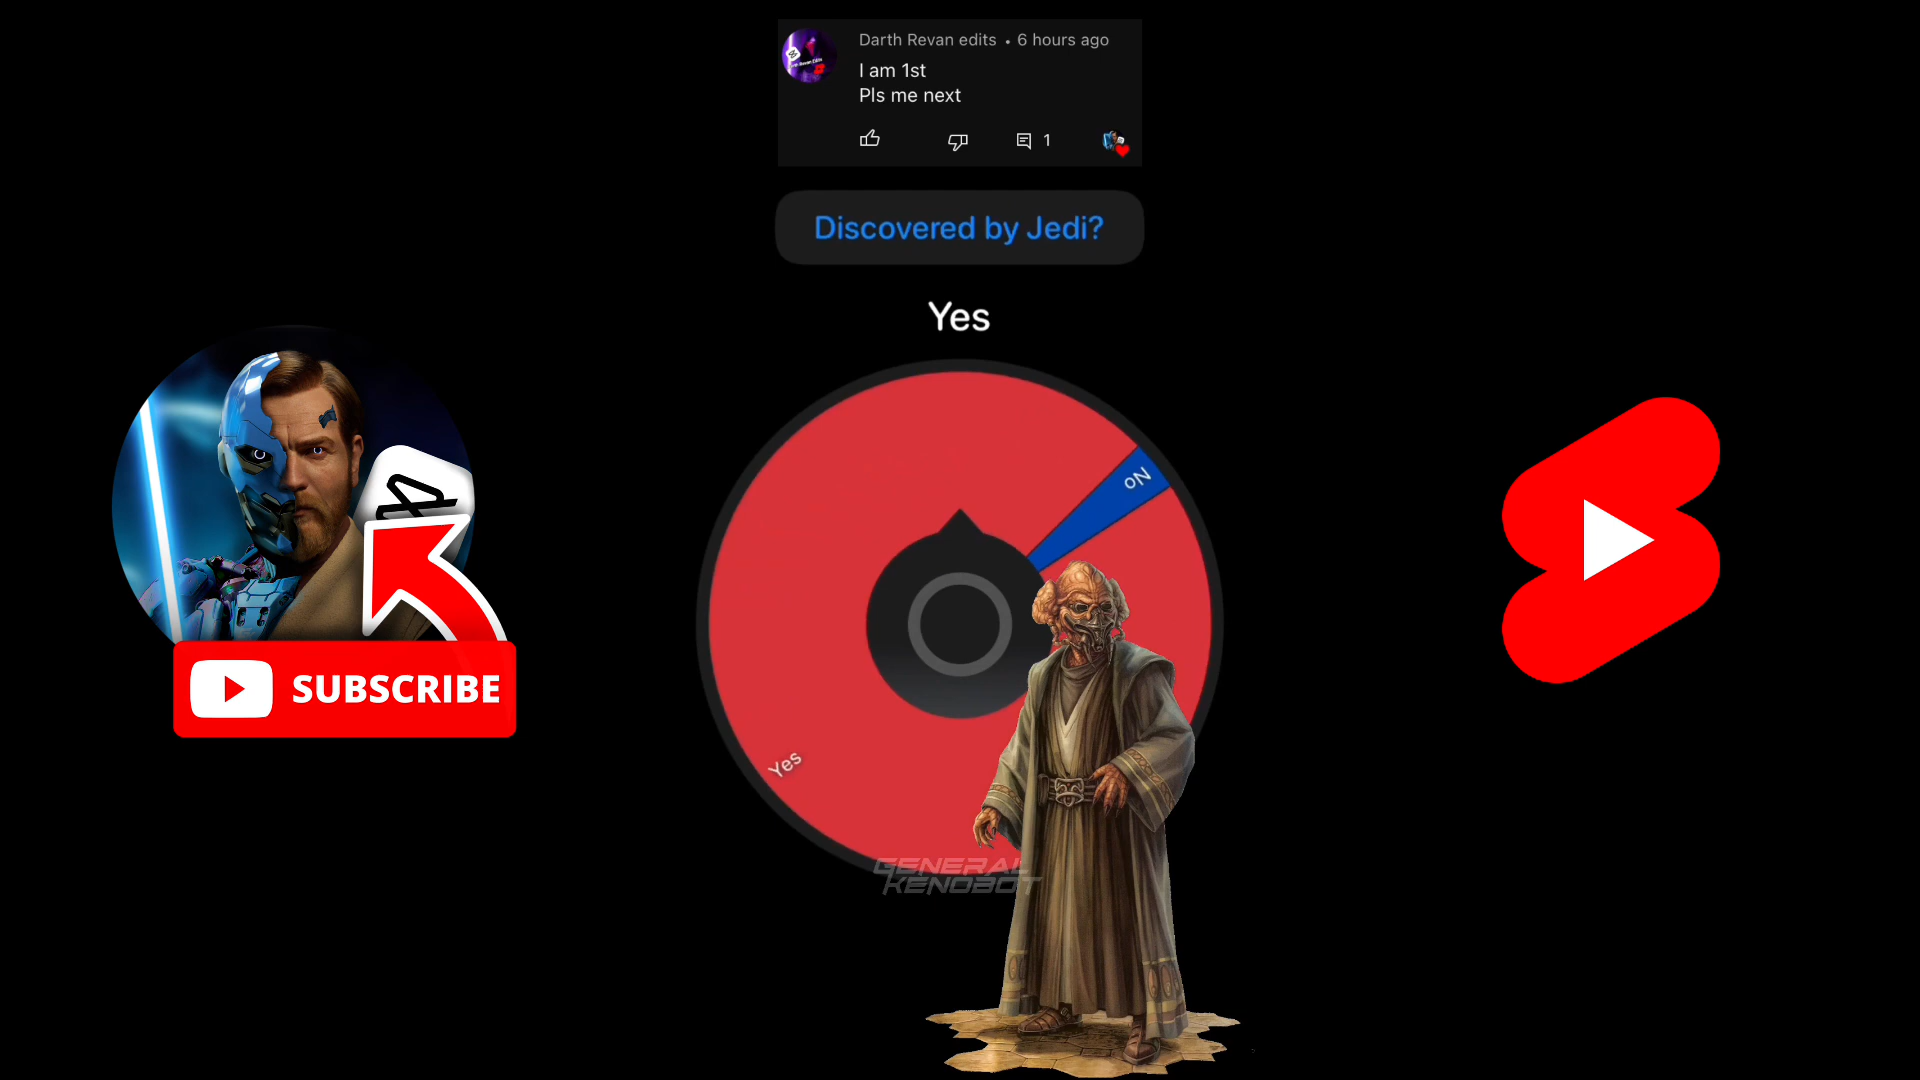 Darth Revan edits • 6 hours ago
I am 1st
Pls me next
1
Discovered by Jedi?
Yes
No
Yes
SUBSCRIBE
GENERAL
KENOBOT